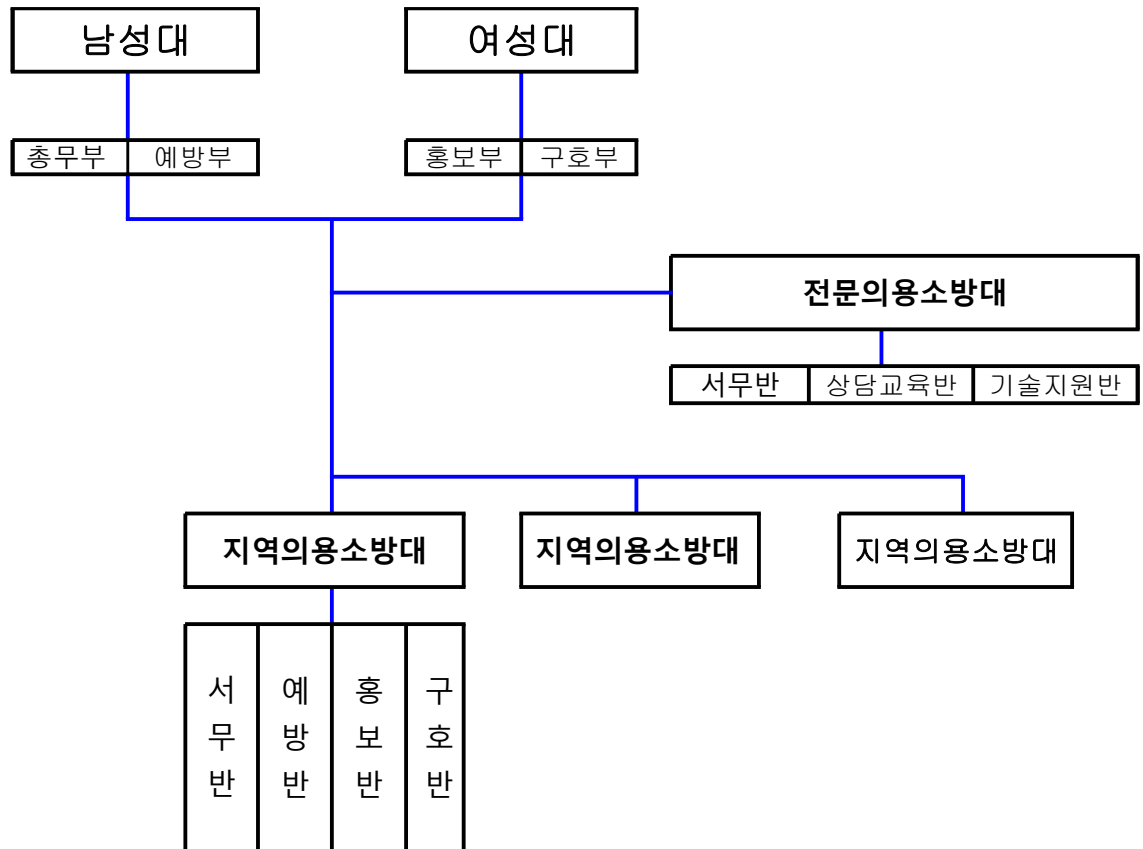 남성대 여성대
총무부 예방부 홍보부 구호부
전문의용소방대
서무반 상담교육반 기술지원반
지역의용소방대 지역의용소방대 지역의용소방대
서무반 예방반 홍보반 구호반